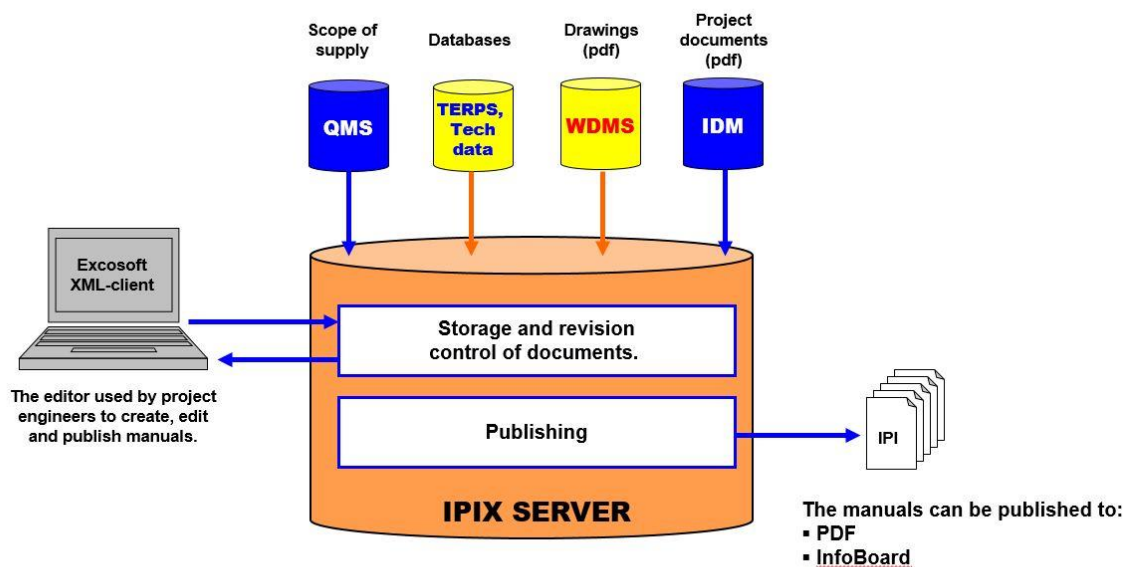 Scope of
supply
Databases
Drawings
(pdf)
Project
documents
(pdf)
QMS
TERPS,
Tech
data
WDMS
IDM
Excosoft
XML-client
Storage and revision
control of documents.
The editor used by project
engineers to create, edit
and publish manuals.
Publishing
IPI
IPIX SERVER
The manuals can be published to:
▪ PDF
▪ InfoBoard